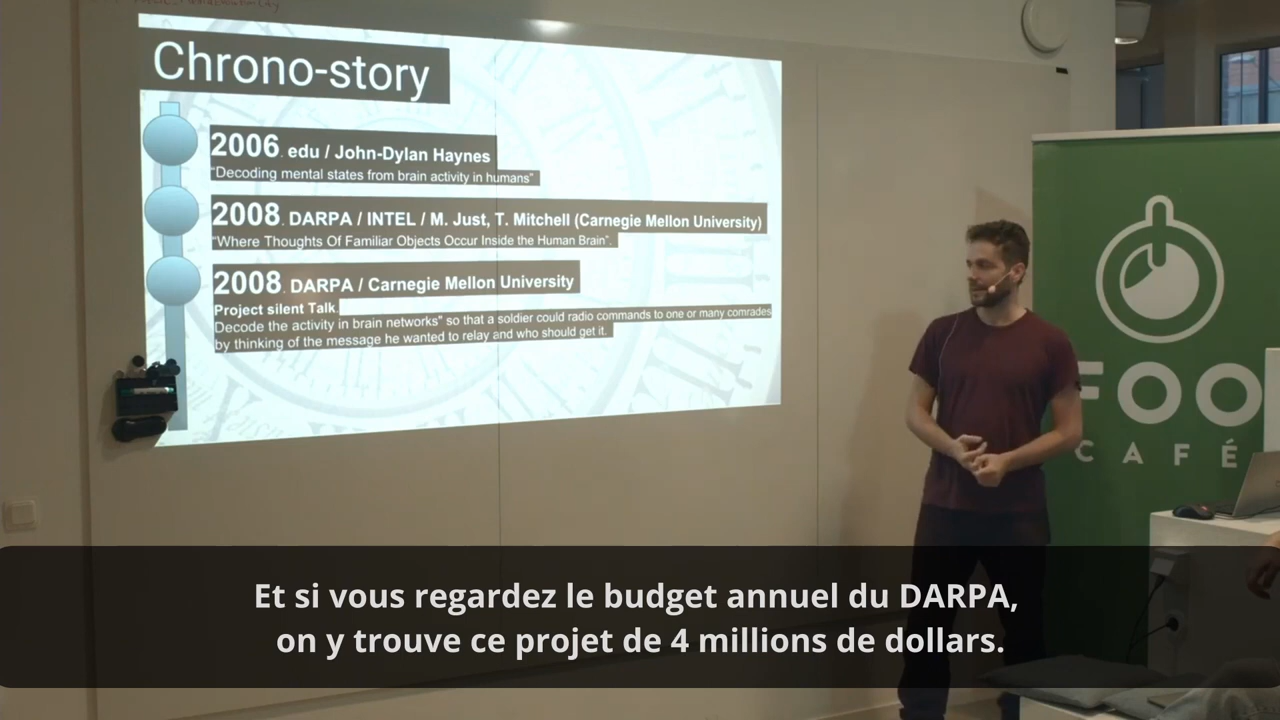 Chrono-story
2006. edu / John-Dylan Haynes
"Decoding mental states from brain activity in humans"
2008. DARPA / INTEL / M. Just, T. Mitchell (Carnegie Mellon University)
"Where Thoughts Of Familiar Objects Occur Inside the Human Brain".
2008. DARPA / Carnegie Mellon University
Project silent Talk.
Decode the activity in brain networks" so that a soldier could radio commands to one or many comrades
by thinking of the message he wanted to relay and who should get it.
FOO
CAFÉ
Et si vous regardez le budget annuel du DARPA,
on y trouve ce projet de 4 millions de dollars.